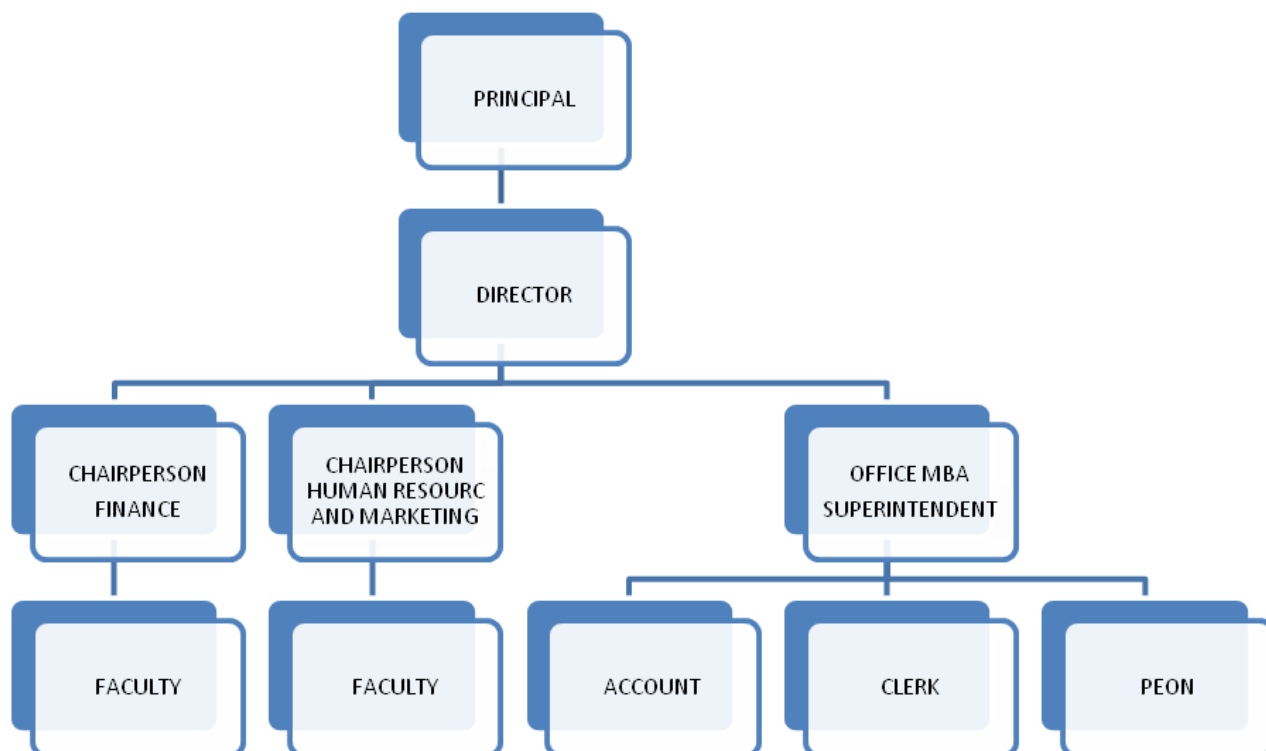 PRINCIPAL
DIRECTOR
CHAIRPERSON
FINANCE
CHAIRPERSON
HUMAN RESOURC
AND MARKETING
OFFICE MBA
SUPERINTENDENT
FACULTY
FACULTY
ACCOUNT
CLERK
PEON